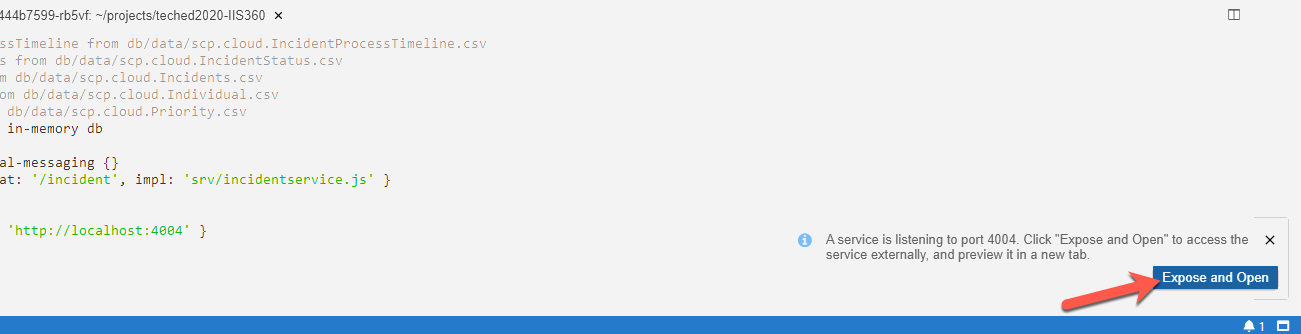 444b7599-rb5vf: ~/projects/teched2020-IIS360 ×
ssTimeline from db/data/scp.cloud.IncidentProcessTimeline.csv
s from db/data/scp.cloud.IncidentStatus.csv
m db/data/scp.cloud.Incidents.csv
om db/data/scp.cloud.Individual.csv
db/data/scp.cloud.Priority.csv
in-memory db
al-messaging {}
at: '/incident', impl: 'srv/incidentservice.js' }
'http://localhost:4004' }
A service is listening to port 4004. Click "Expose and Open" to access the
service externally, and preview it in a new tab.
Expose and Open
1